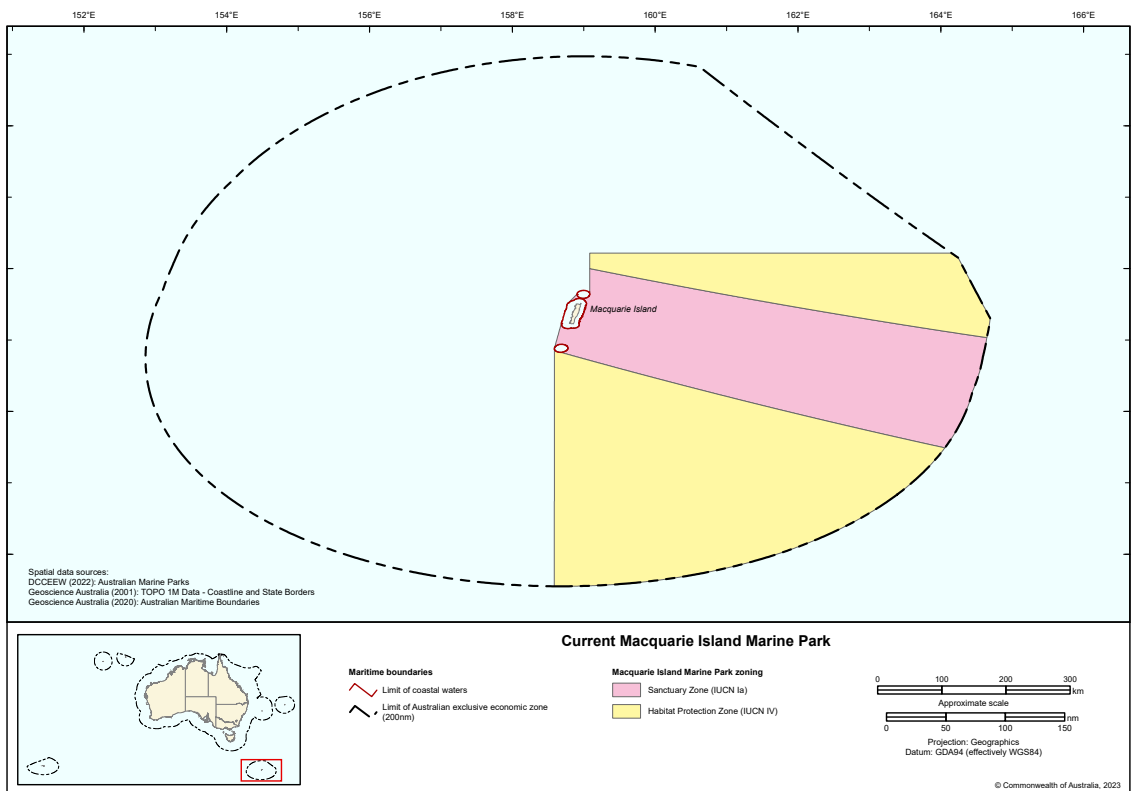 152°E 154°E 156°E 158°E 160°E 162°E 164°E 166°E
Macquarie Island
Spatial data sources:
DCCEEW (2022): Australian Marine Parks
Geoscience Australia (2001): TOPO 1M Data - Coastline and State Borders
Geoscience Australia (2020): Australian Maritime Boundaries
Current Macquarie Island Marine Park
Maritime boundaries
Limit of coastal waters
Limit of Australian exclusive economic zone
(200nm)
Macquarie Island Marine Park zoning
Sanctuary Zone (IUCN Ia)
Habitat Protection Zone (IUCN IV)
0 100 200 300
km
Approximate scale
nm
0 50 100 150
Projection: Geographics
Datum: GDA94 (effectively WGS84)
© Commonwealth of Australia, 2023